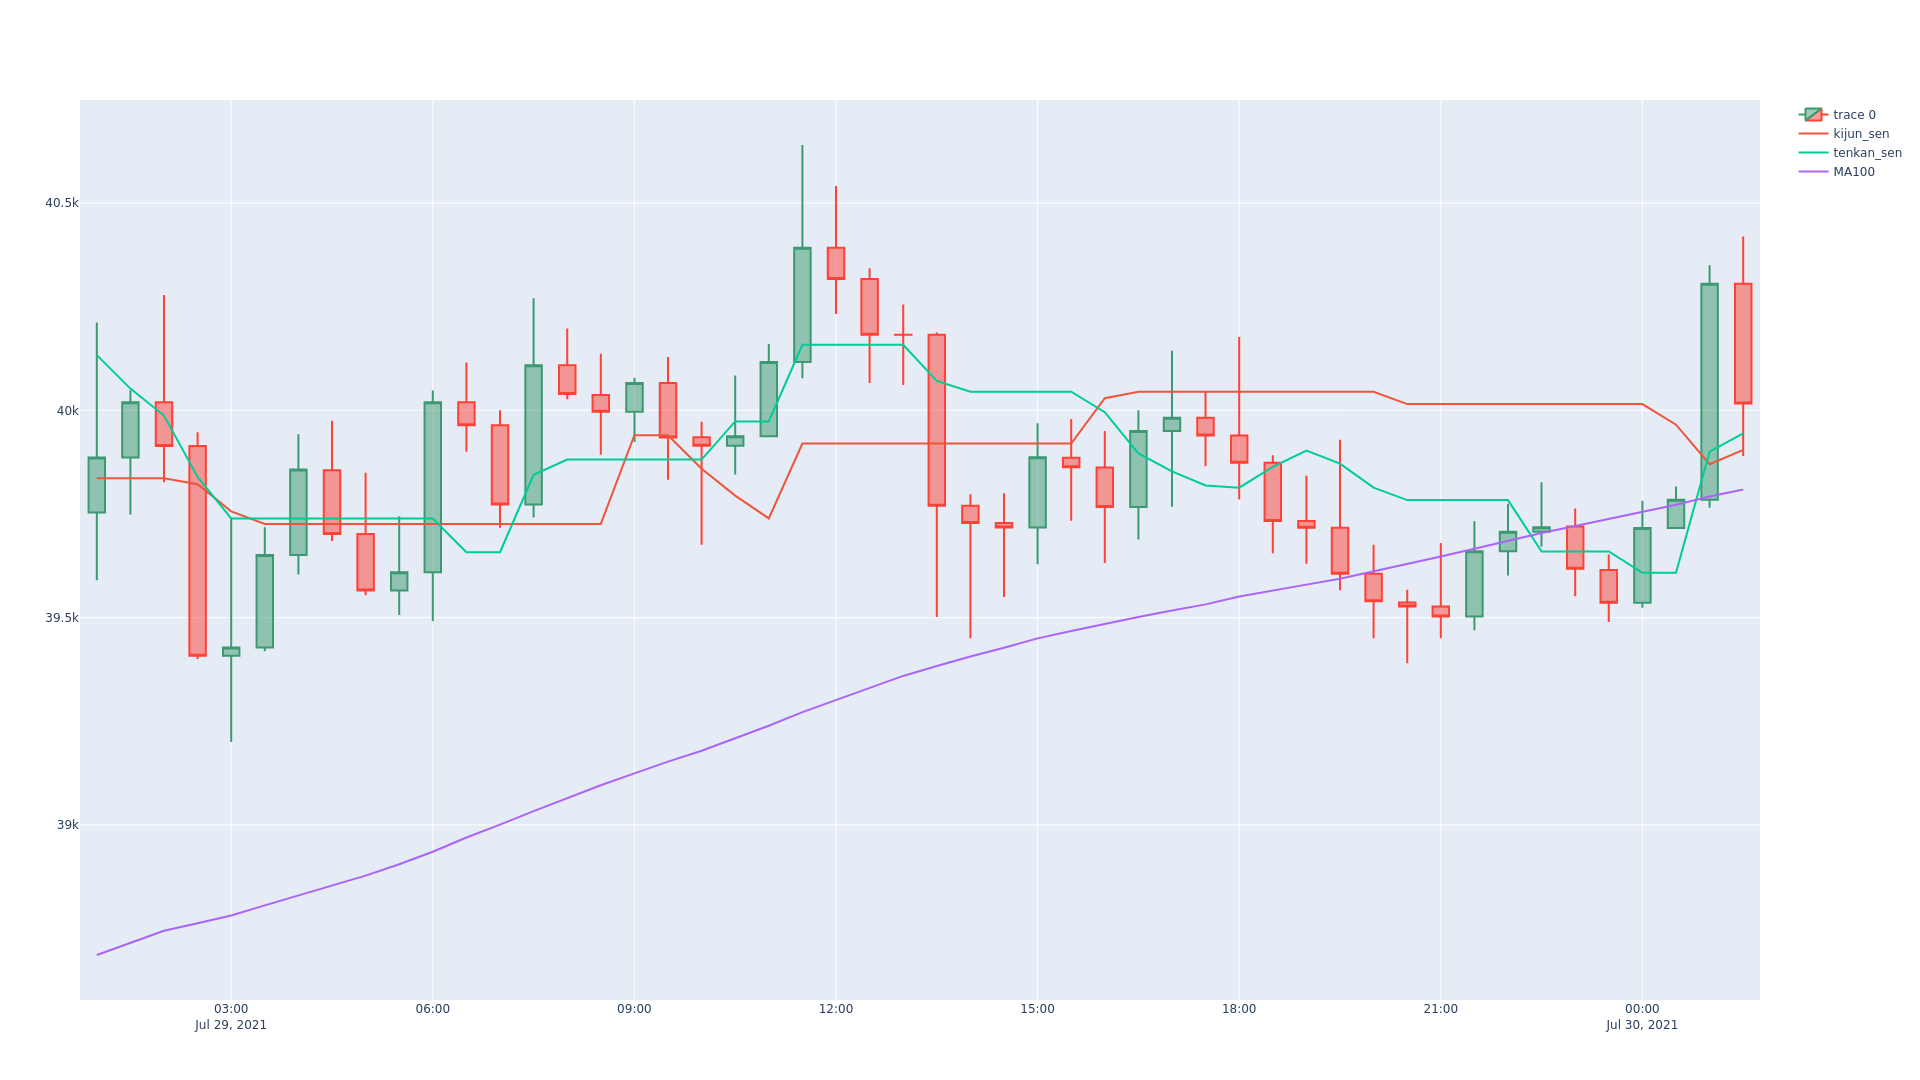 trace 0
kijun_sen
tenkan_sen
MA100
40.5k
40k
39.5k
39k
03:00 06:00 09:00 12:00 15:00 18:00 21:00 00:00
Jul 29, 2021 Jul 30, 2021